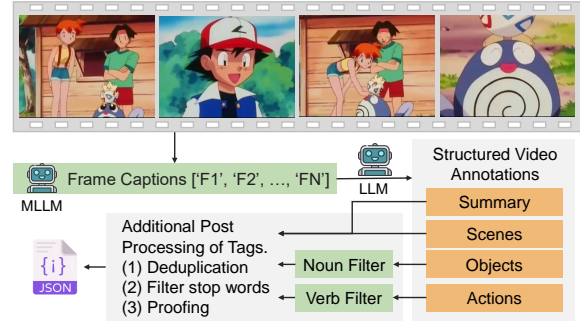 Frame Captions ['F1', 'F2', …, 'FN']
MLLM
LLM
Structured Video
Annotations
Summary
Scenes
Objects
Actions
Noun Filter
Verb Filter
Additional Post
Processing of Tags.
(1) Deduplication
(2) Filter stop words
(3) Proofing
{i}
JSON